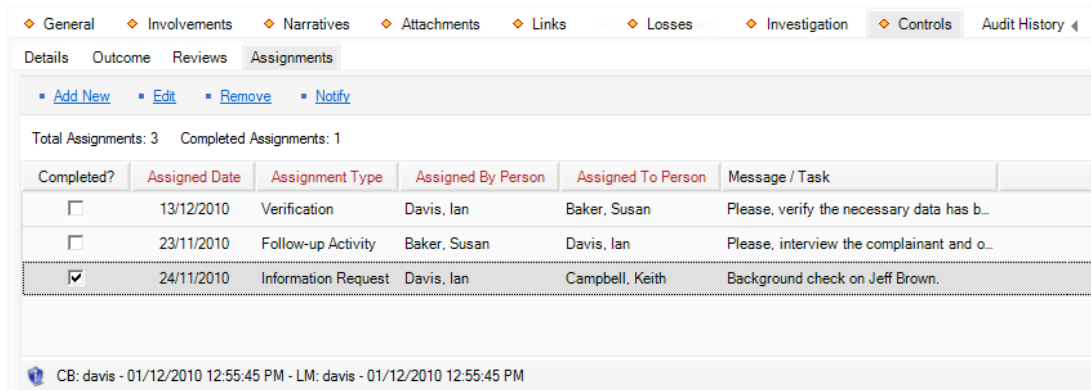 General Involvements Narratives Attachments Links Losses Investigation Controls Audit History
Details Outcome Reviews Assignments
Add New Edit Remove Notify
Total Assignments: 3 Completed Assignments: 1
Completed? Assigned Date Assignment Type Assigned By Person Assigned To Person Message / Task
13/12/2010 Verification Davis, Ian Baker, Susan Please, verify the necessary data has b...
23/11/2010 Follow-up Activity Baker, Susan Davis, Ian Please, interview the complainant and o...
24/11/2010 Information Request Davis, Ian Campbell, Keith Background check on Jeff Brown.
CB: davis - 01/12/2010 12:55:45 PM - LM: davis - 01/12/2010 12:55:45 PM